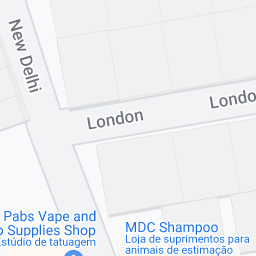 New Delhi
London
Londo
Pabs Vape and
o Supplies Shop
Estúdio de tatuagem
MDC Shampoo
Loja de suprimentos para
animais de estimação